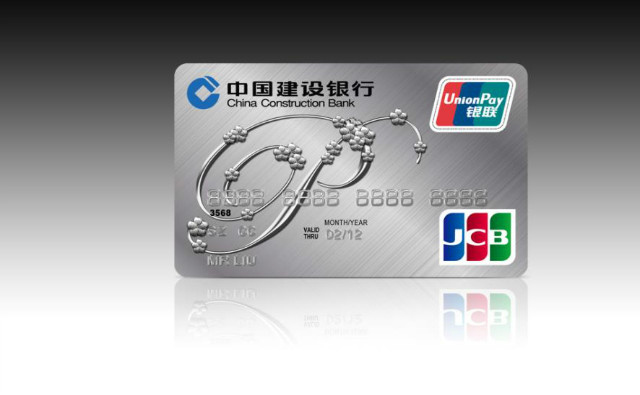 中国建设银行
China Construction Bank
UnionPay
银联
8888 8888 8888 8888
3568
MONTH/YEAR
VALID
THRU
02/12
JCB